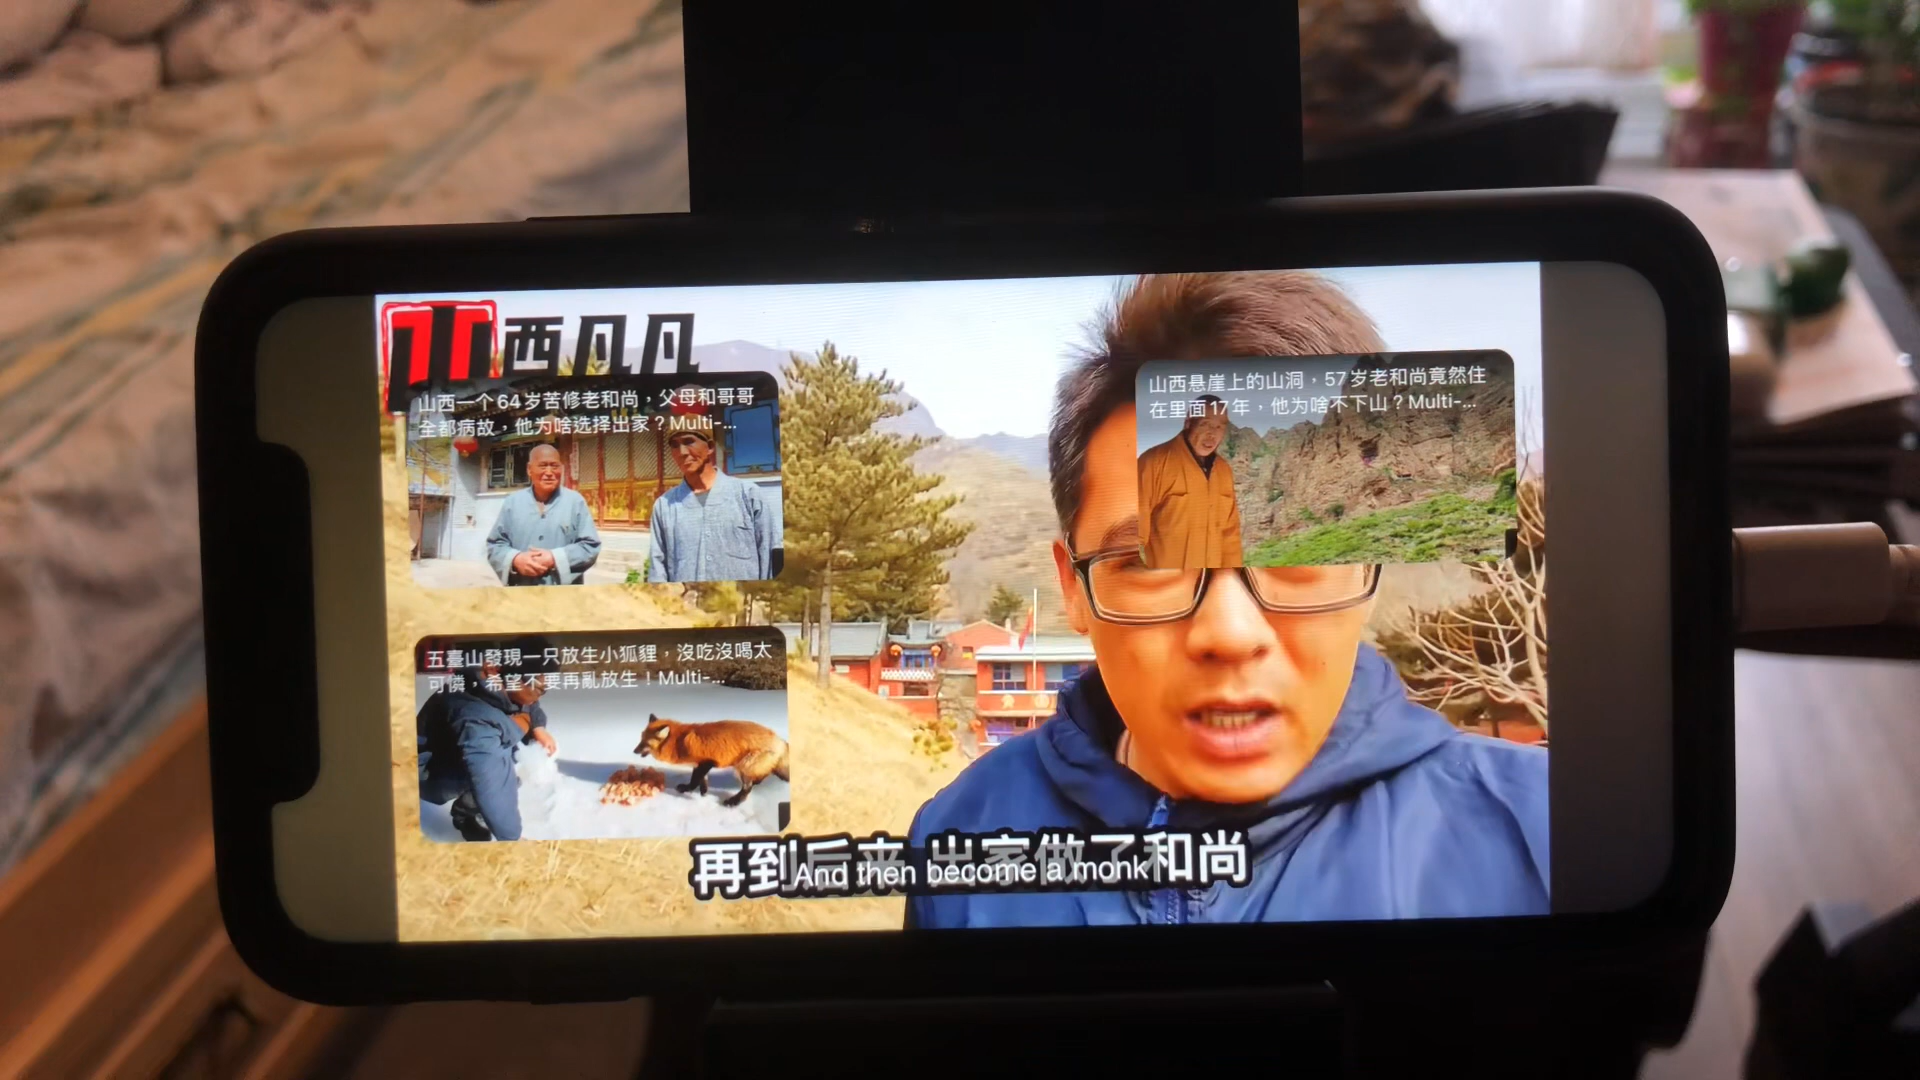 山西凡凡
山西一个64岁苦修老和尚，父母和哥哥
全都病故，他为啥选择出家？Multi-...
山西悬崖上的山洞，57岁老和尚竟然住
在里面17年，他为啥不下山？Multi-...
五臺山發現一只放生小狐貍，沒吃沒喝太
可憐，希望不要再亂放生！Multi-...
再到后来 出家做了和尚
And then become a monk